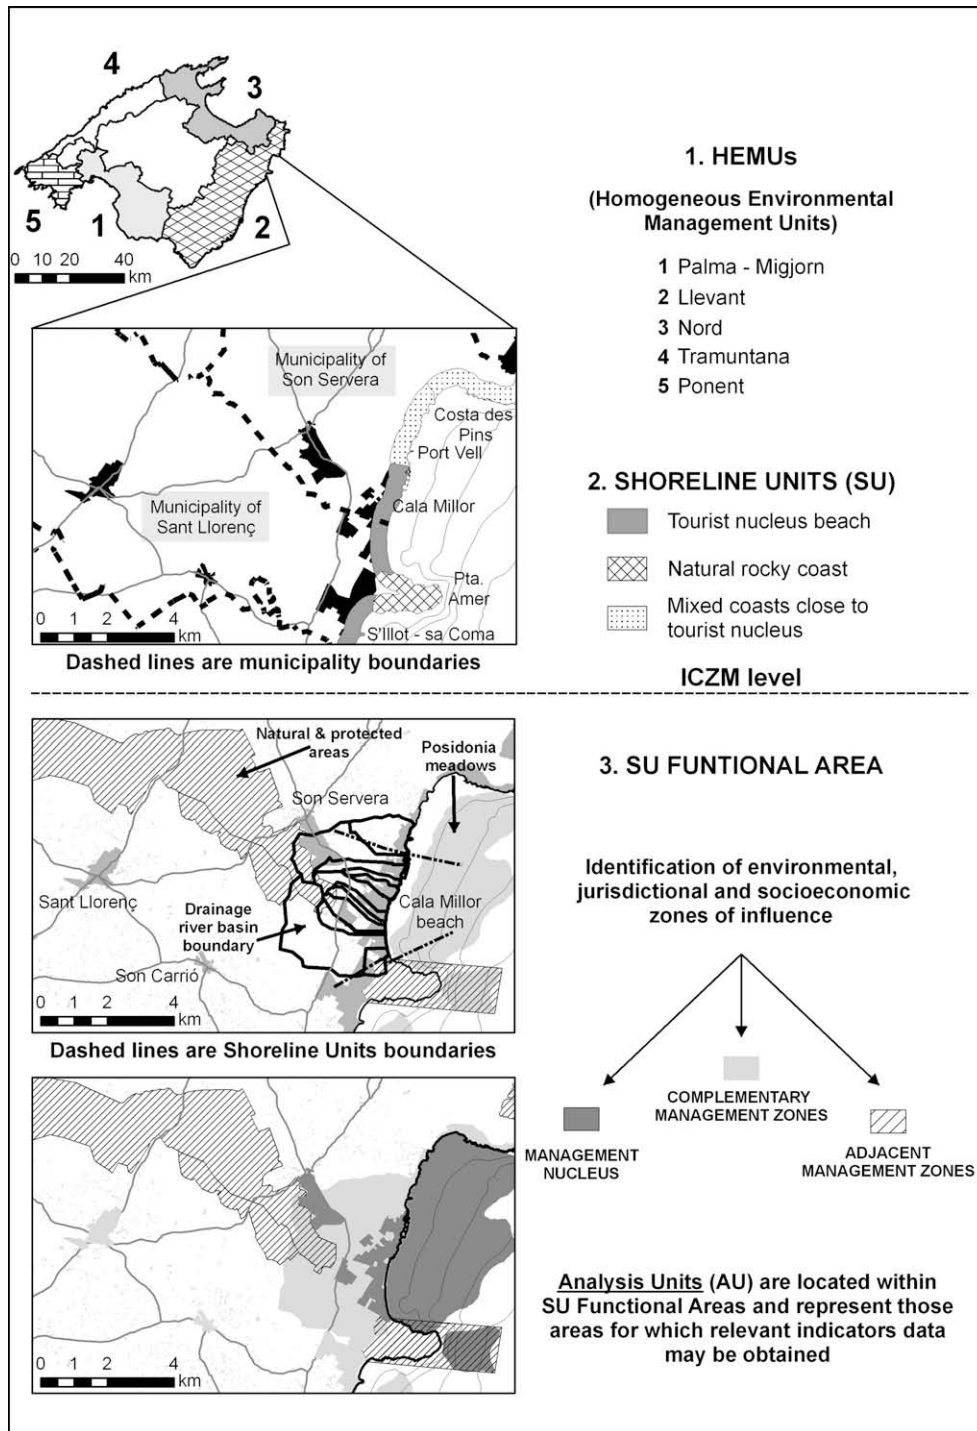 4
3
5
1
2
0 10 20 40
km
1. HEMUs
(Homogeneous Environmental
Management Units)
1 Palma - Migjorn
2 Llevant
3 Nord
4 Tramuntana
5 Ponent
Municipality of
Son Servera
Costa des
Pins
Port Vell
Cala Millor
Municipality of
Sant Llorenç
Pta.
Amer
S'Illot - sa Coma
0 1 2 4
km
Dashed lines are municipality boundaries
2. SHORELINE UNITS (SU)
Tourist nucleus beach
Natural rocky coast
Mixed coasts close to
tourist nucleus
ICZM level
Natural & protected
areas
Posidonia
meadows
Son Servera
Sant Llorenç
Drainage
river basin
boundary
Cala Millor
beach
Son Carrió
0 1 2 4
km
Dashed lines are Shoreline Units boundaries
3. SU FUNTIONAL AREA
Identification of environmental,
jurisdictional and socioeconomic
zones of influence
COMPLEMENTARY
MANAGEMENT ZONES
MANAGEMENT
NUCLEUS
ADJACENT
MANAGEMENT ZONES
0 1 2 4
km
Analysis Units (AU) are located within
SU Functional Areas and represent those
areas for which relevant indicators data
may be obtained